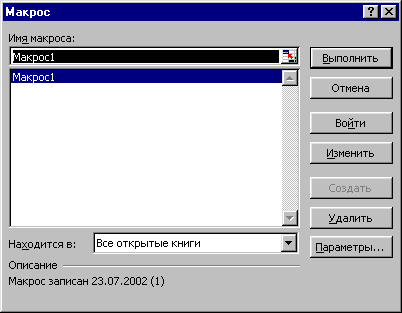 Макрос
Имя макроса:
Макрос1
Макрос1
Выполнить
Отмена
Войти
Изменить
Создать
Удалить
Параметры...
Находится в: Все открытые книги
Описание
Макрос записан 23.07.2002 (1)